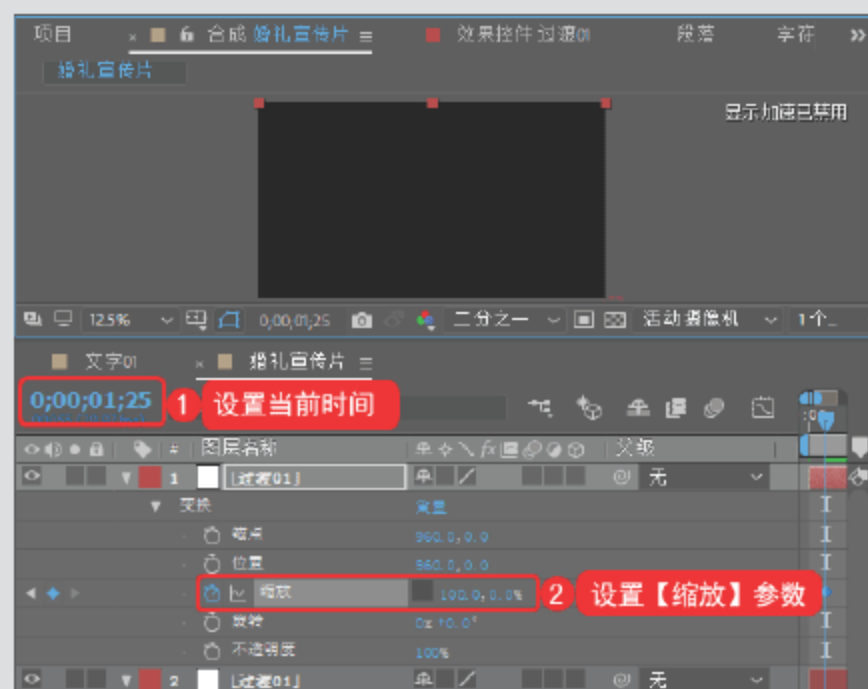 项目 × 合成 婚礼宣传片 ≡ 效果控件 过渡01 段落 字符 »
婚礼宣传片
显示加速已禁用
12.5% 0;00;01;25 二分之一 活动摄像机 1个...
文字01 × 婚礼宣传片 ≡
0;00;01;25 1 设置当前时间
:0
# 图层名称 fx 父级
1 [过渡01] 无
变换 重置
锚点 960.0,0.0
位置 960.0,0.0
缩放 100.0,0.0% 2 设置【缩放】参数
旋转 0x+0.0°
不透明度 100%
2 [过渡01] 无